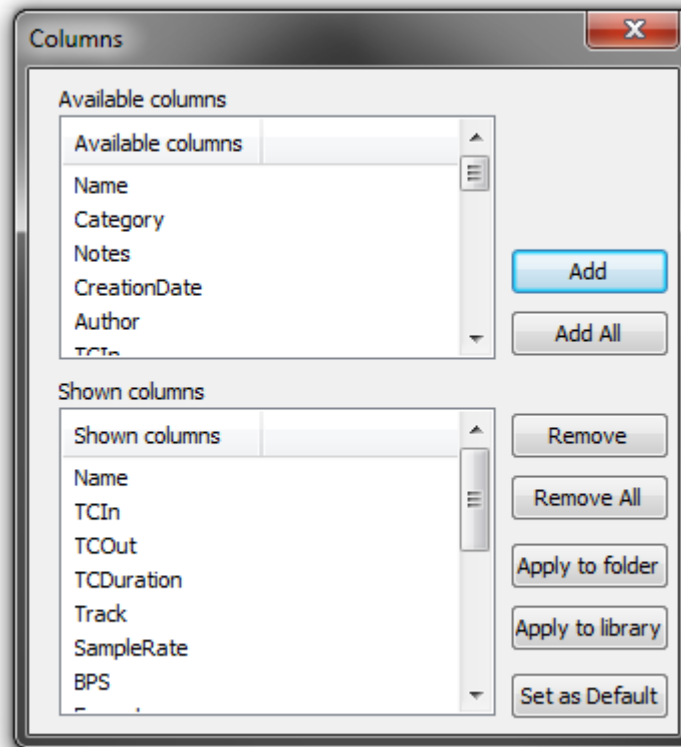 Columns
Available columns
Available columns
Name
Category
Notes
CreationDate
Author
TCIn
Add
Add All
Shown columns
Shown columns
Name
TCIn
TCOut
TCDuration
Track
SampleRate
BPS
Remove
Remove All
Apply to folder
Apply to library
Set as Default